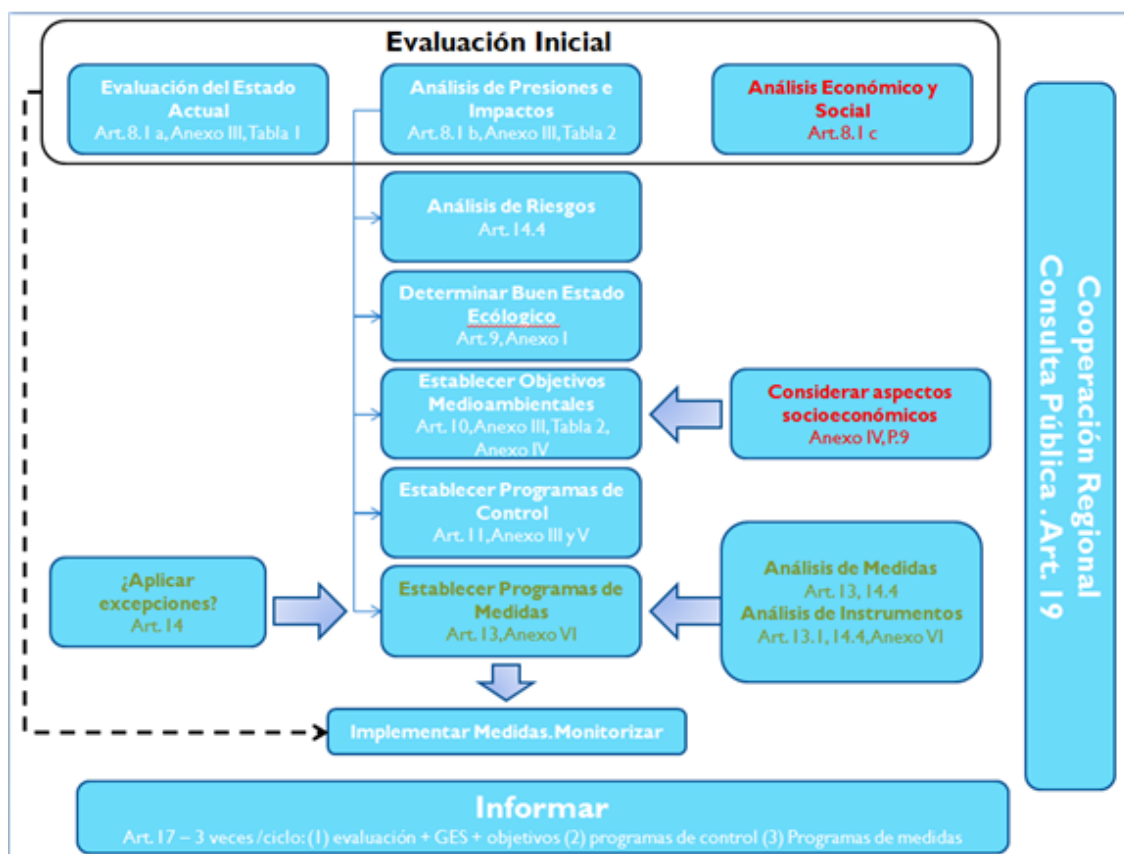 Evaluación Inicial
Evaluación del Estado
Actual
Art. 8.1 a, Anexo III, Tabla 1
Análisis de Presiones e
Impactos
Art. 8.1 b, Anexo III, Tabla 2
Análisis Económico y
Social
Art. 8.1 c
Análisis de Riesgos
Art. 14.4
Determinar Buen Estado
Ecólogico
Art. 9, Anexo I
Establecer Objetivos
Medioambientales
Art. 10, Anexo III, Tabla 2,
Anexo IV
Considerar aspectos
socioeconómicos
Anexo IV, P.9
Establecer Programas de
Control
Art. 11, Anexo III y V
¿Aplicar
excepciones?
Art. 14
Establecer Programas de
Medidas
Art. 13, Anexo VI
Análisis de Medidas
Art. 13, 14.4
Análisis de Instrumentos
Art. 13.1, 14.4, Anexo VI
Implementar Medidas. Monitorizar
Informar
Art. 17 – 3 veces /ciclo: (1) evaluación + GES + objetivos (2) programas de control (3) Programas de medidas
Cooperación Regional
Consulta Pública . Art. 19